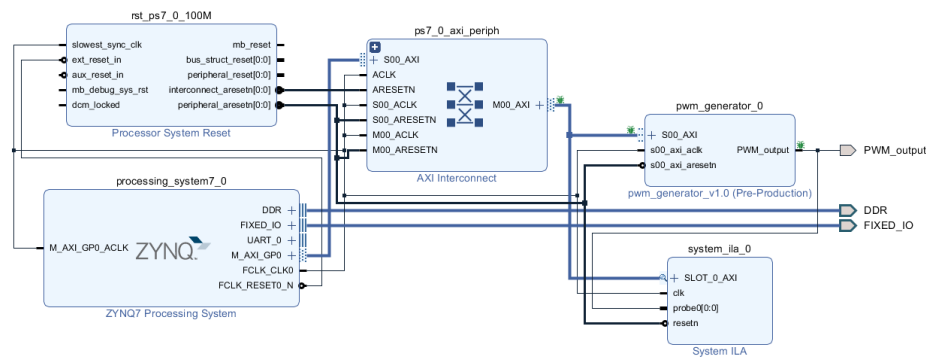 rst_ps7_0_100M
slowest_sync_clk
ext_reset_in
aux_reset_in
mb_debug_sys_rst
dcm_locked
mb_reset
bus_struct_reset[0:0]
peripheral_reset[0:0]
interconnect_aresetn[0:0]
peripheral_aresetn[0:0]
Processor System Reset
ps7_0_axi_periph
S00_AXI
ACLK
ARESETN
S00_ACLK
S00_ARESETN
M00_ACLK
M00_ARESETN
M00_AXI
AXI Interconnect
pwm_generator_0
S00_AXI
s00_axi_aclk
s00_axi_aresetn
PWM_output
pwm_generator_v1.0 (Pre-Production)
PWM_output
processing_system7_0
M_AXI_GP0_ACLK
ZYNQ
DDR
FIXED_IO
UART_0
M_AXI_GP0
FCLK_CLK0
FCLK_RESET0_N
ZYNQ7 Processing System
DDR
FIXED_IO
system_ila_0
SLOT_0_AXI
clk
probe0[0:0]
resetn
System ILA